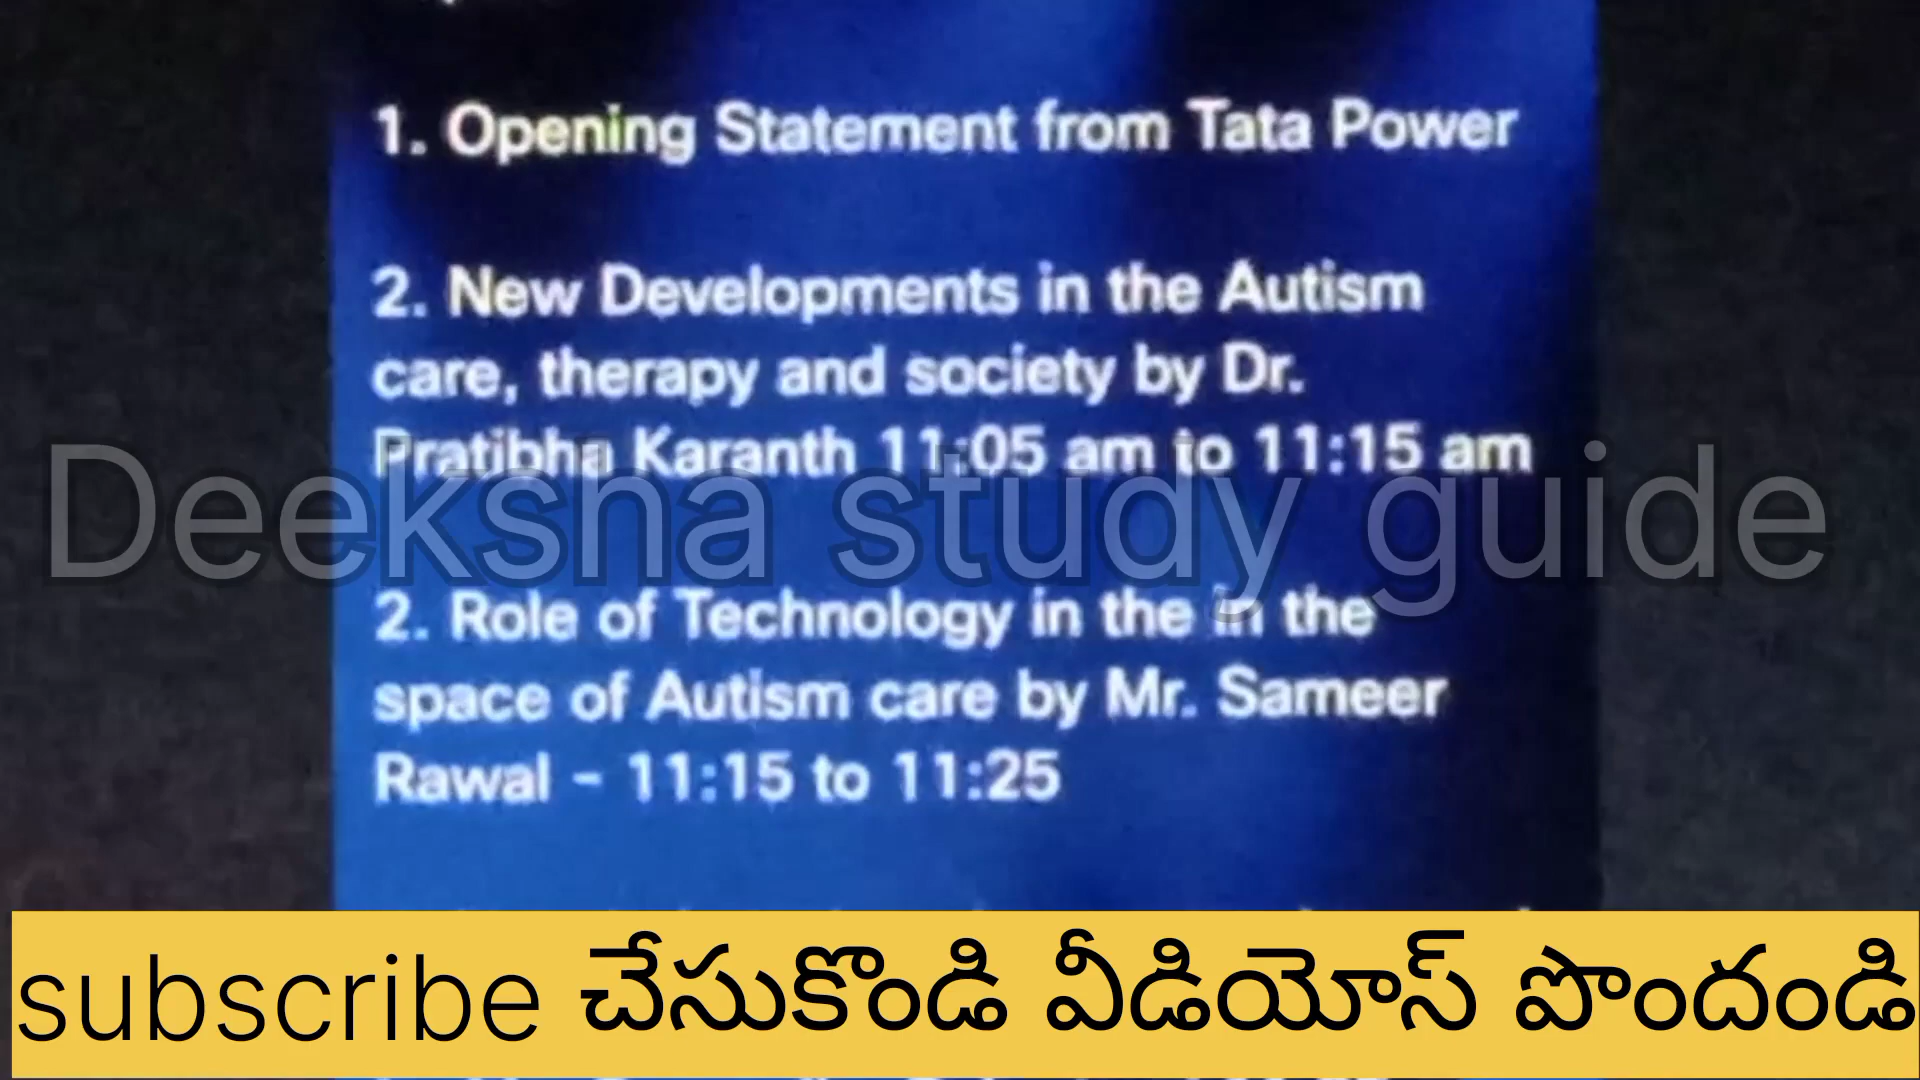 1. Opening Statement from Tata Power
2. New Developments in the Autism
care, therapy and society by Dr.
Pratibha Karanth 11:05 am to 11:15 am
Deeksha study guide
2. Role of Technology in the in the
space of Autism care by Mr. Sameer
Rawal - 11:15 to 11:25
subscribe చేసుకొండి వీడియోస్ పొందండి